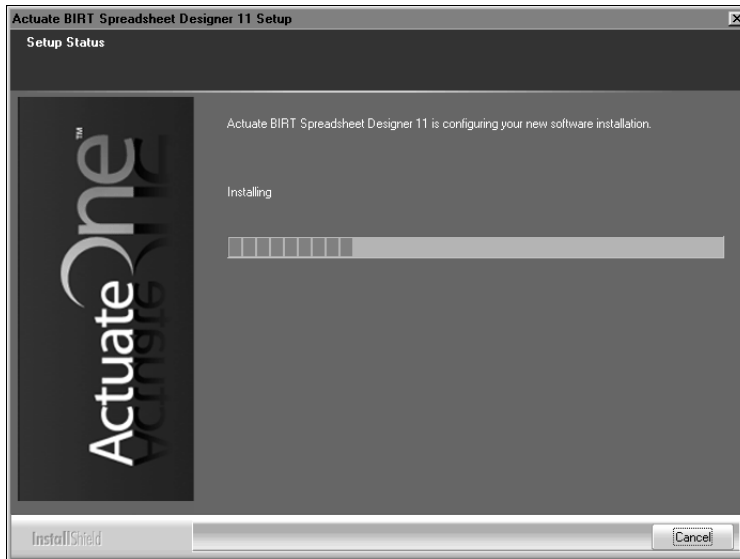 Actuate BIRT Spreadsheet Designer 11 Setup
Setup Status
Actuate BIRT Spreadsheet Designer 11 is configuring your new software installation.
Installing
ActuateOne™
InstallShield
Cancel